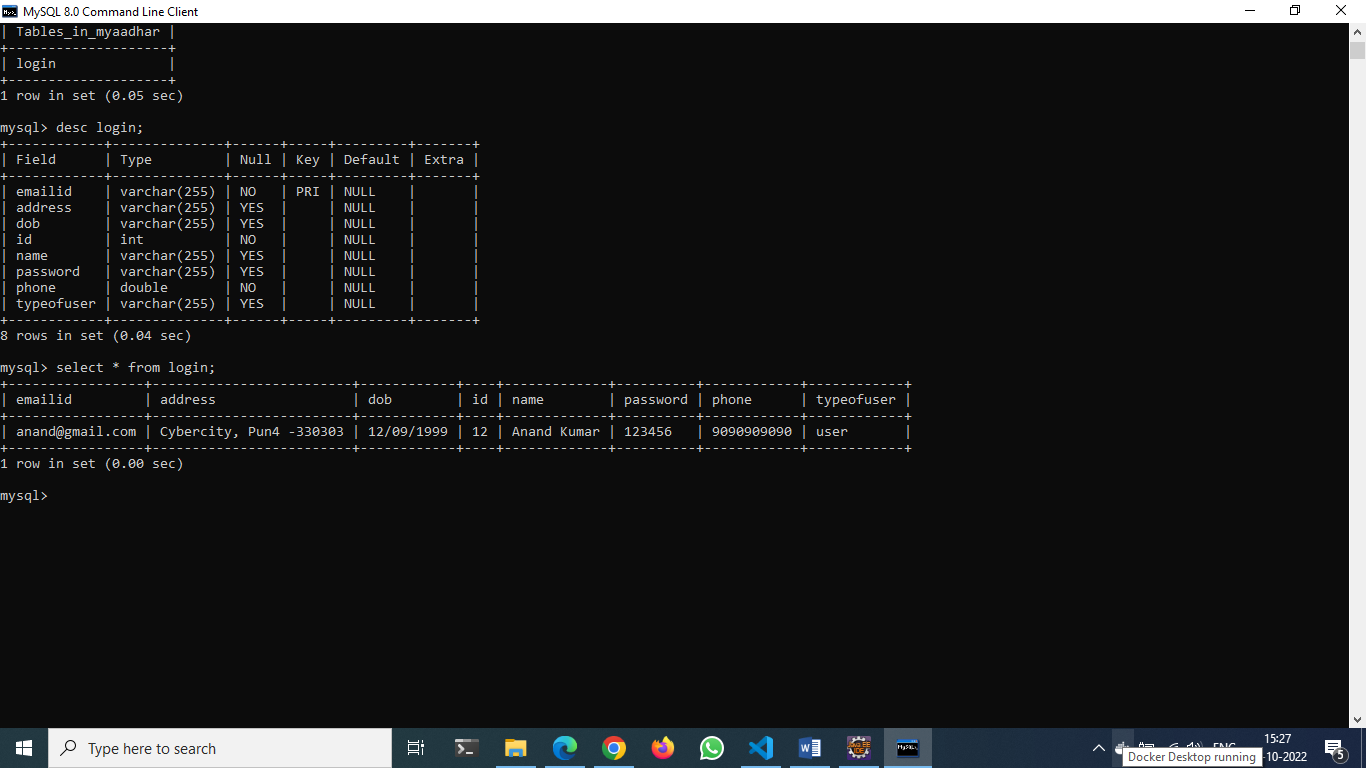 MySQL 8.0 Command Line Client
| Tables_in_myaadhar |
+--------------------+
| login              |
+--------------------+
1 row in set (0.05 sec)
mysql> desc login;
+------------+--------------+------+-----+---------+-------+
| Field      | Type         | Null | Key | Default | Extra |
+------------+--------------+------+-----+---------+-------+
| emailid    | varchar(255) | NO   | PRI | NULL    |       |
| address    | varchar(255) | YES  |     | NULL    |       |
| dob        | varchar(255) | YES  |     | NULL    |       |
| id         | int          | NO   |     | NULL    |       |
| name       | varchar(255) | YES  |     | NULL    |       |
| password   | varchar(255) | YES  |     | NULL    |       |
| phone      | double       | NO   |     | NULL    |       |
| typeofuser | varchar(255) | YES  |     | NULL    |       |
+------------+--------------+------+-----+---------+-------+
8 rows in set (0.04 sec)
mysql> select * from login;
+-----------------+-------------------------+------------+----+-------------+----------+------------+------------+
| emailid         | address                 | dob        | id | name        | password | phone      | typeofuser |
+-----------------+-------------------------+------------+----+-------------+----------+------------+------------+
| anand@gmail.com | Cybercity, Pun4 -330303 | 12/09/1999 | 12 | Anand Kumar | 123456   | 9090909090 | user       |
+-----------------+-------------------------+------------+----+-------------+----------+------------+------------+
1 row in set (0.00 sec)
mysql>
Type here to search
15:27
-10-2022
5
Docker Desktop running